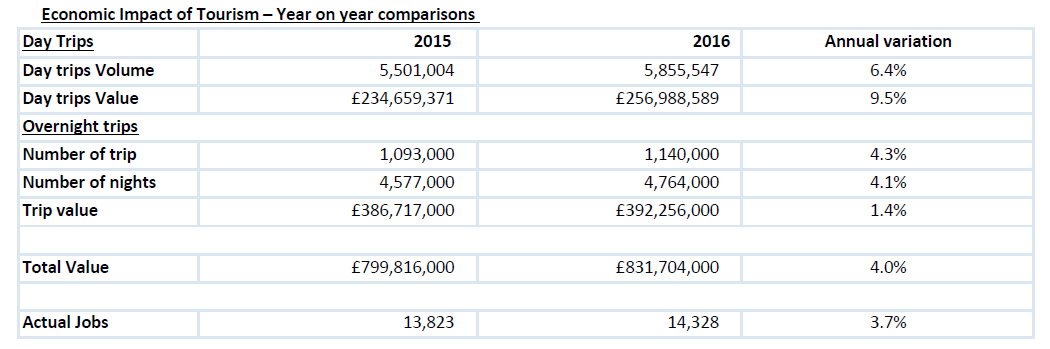 Economic Impact of Tourism – Year on year comparisons
Day Trips 2015 2016 Annual variation
Day trips Volume 5,501,004 5,855,547 6.4%
Day trips Value £234,659,371 £256,988,589 9.5%
Overnight trips
Number of trip 1,093,000 1,140,000 4.3%
Number of nights 4,577,000 4,764,000 4.1%
Trip value £386,717,000 £392,256,000 1.4%
Total Value £799,816,000 £831,704,000 4.0%
Actual Jobs 13,823 14,328 3.7%